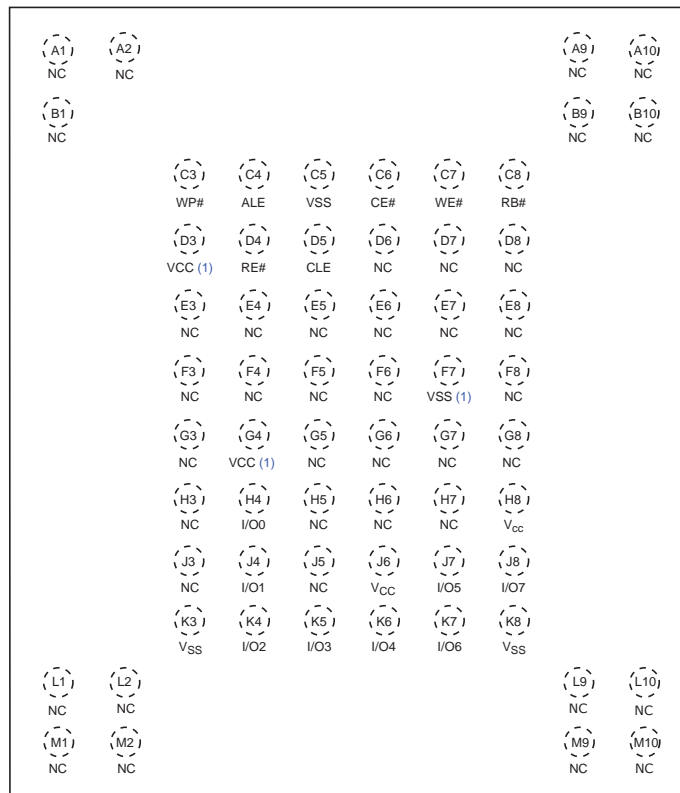 A1 A2 A9 A10
NC NC NC NC
B1 B9 B10
NC NC NC
C3 C4 C5 C6 C7 C8
WP# ALE VSS CE# WE# RB#
D3 D4 D5 D6 D7 D8
VCC (1) RE# CLE NC NC NC
E3 E4 E5 E6 E7 E8
NC NC NC NC NC NC
F3 F4 F5 F6 F7 F8
NC NC NC NC VSS (1) NC
G3 G4 G5 G6 G7 G8
NC VCC (1) NC NC NC NC
H3 H4 H5 H6 H7 H8
NC I/O0 NC NC NC Vcc
J3 J4 J5 J6 J7 J8
NC I/O1 NC VCC I/O5 I/O7
K3 K4 K5 K6 K7 K8
VSS I/O2 I/O3 I/O4 I/O6 VSS
L1 L2 L9 L10
NC NC NC NC
M1 M2 M9 M10
NC NC NC NC